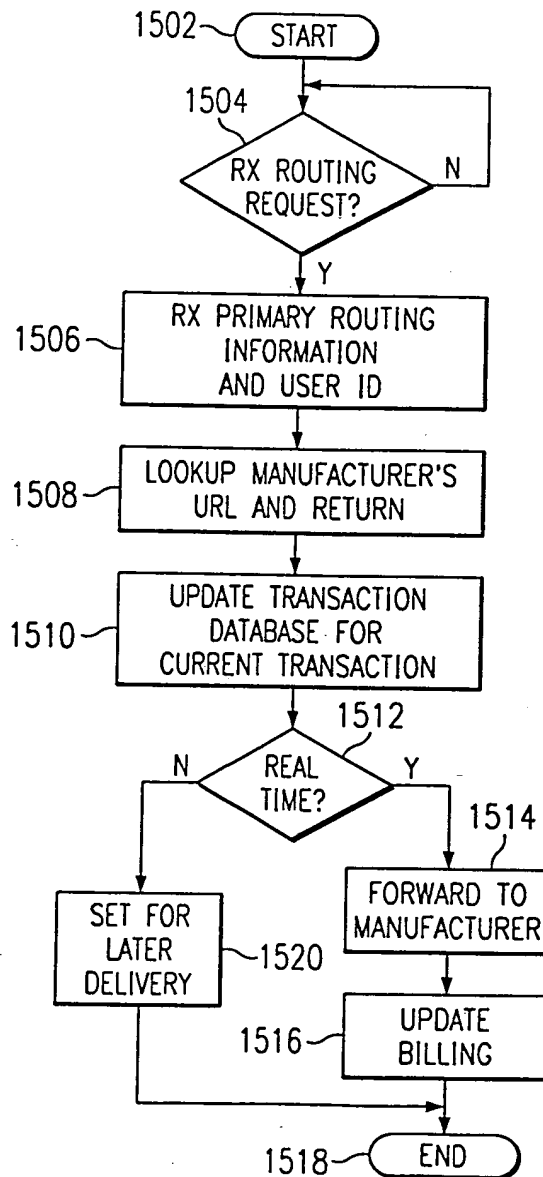 1502
START
1504
RX ROUTING
REQUEST?
N
Y
1506
RX PRIMARY ROUTING
INFORMATION
AND USER ID
1508
LOOKUP MANUFACTURER'S
URL AND RETURN
1510
UPDATE TRANSACTION
DATABASE FOR
CURRENT TRANSACTION
1512
N
REAL
TIME?
Y
1514
FORWARD TO
MANUFACTURER
SET FOR
LATER
DELIVERY
1520
1516
UPDATE
BILLING
1518
END